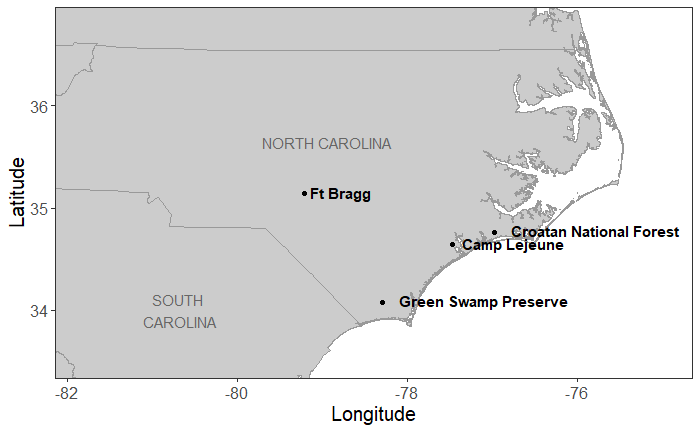 36
35
34
Latitude
NORTH CAROLINA
Ft Bragg
Croatan National Forest
Camp Lejeune
Green Swamp Preserve
SOUTH
CAROLINA
-82
-80
-78
-76
Longitude